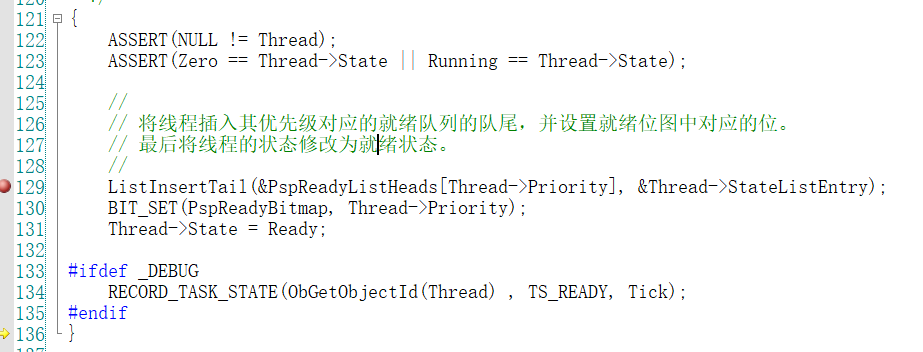 121 {
122     ASSERT(NULL != Thread);
123     ASSERT(Zero == Thread->State || Running == Thread->State);
124
125     //
126     // 将线程插入其优先级对应的就绪队列的队尾，并设置就绪位图中对应的位。
127     // 最后将线程的状态修改为就绪状态。
128     //
129     ListInsertTail(&PspReadyListHeads[Thread->Priority], &Thread->StateListEntry);
130     BIT_SET(PspReadyBitmap, Thread->Priority);
131     Thread->State = Ready;
132
133 #ifdef _DEBUG
134     RECORD_TASK_STATE(ObGetObjectId(Thread) , TS_READY, Tick);
135 #endif
136 }